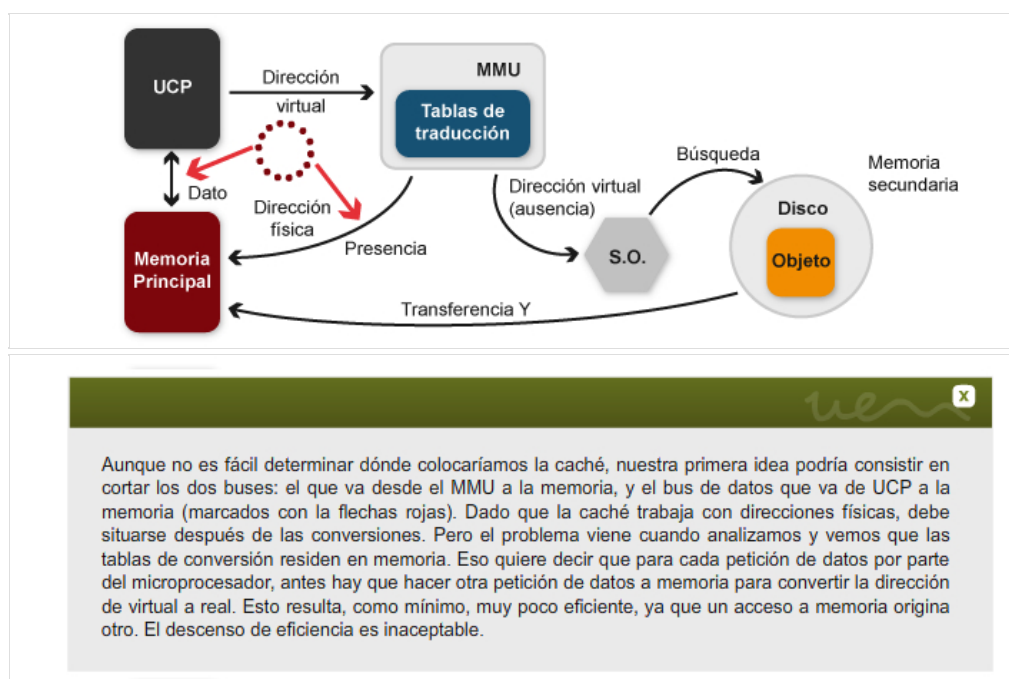 UCP
Dirección
virtual
MMU
Tablas de
traducción
Dato
Dirección
física
Presencia
Memoria
Principal
Dirección virtual
(ausencia)
S.O.
Búsqueda
Memoria
secundaria
Disco
Objeto
Transferencia Y
uem
x
Aunque no es fácil determinar dónde colocaríamos la caché, nuestra primera idea podría consistir en
cortar los dos buses: el que va desde el MMU a la memoria, y el bus de datos que va de UCP a la
memoria (marcados con la flechas rojas). Dado que la caché trabaja con direcciones físicas, debe
situarse después de las conversiones. Pero el problema viene cuando analizamos y vemos que las
tablas de conversión residen en memoria. Eso quiere decir que para cada petición de datos por parte
del microprocesador, antes hay que hacer otra petición de datos a memoria para convertir la dirección
de virtual a real. Esto resulta, como mínimo, muy poco eficiente, ya que un acceso a memoria origina
otro. El descenso de eficiencia es inaceptable.